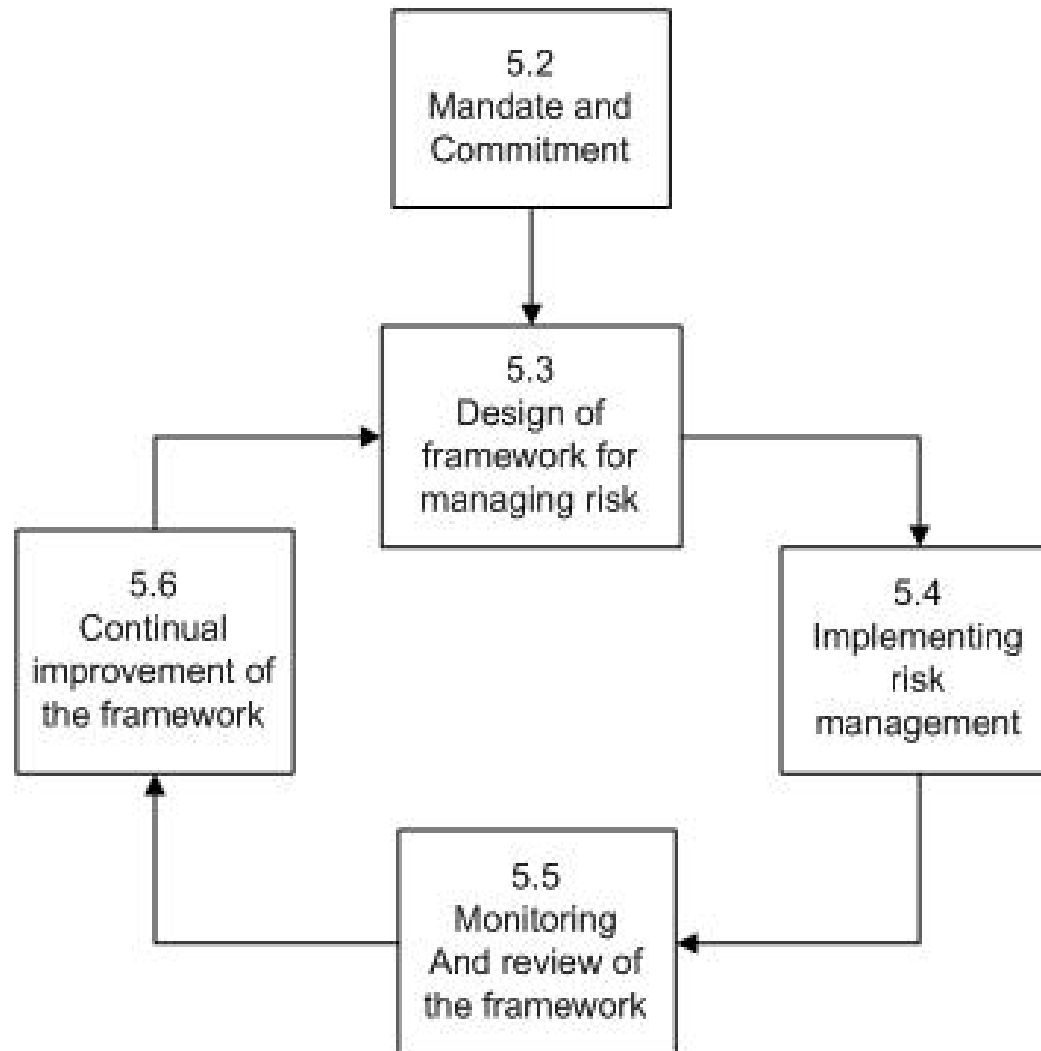 5.2
Mandate and
Commitment
5.3
Design of
framework for
managing risk
5.4
Implementing
risk
management
5.5
Monitoring
And review of
the framework
5.6
Continual
improvement of
the framework